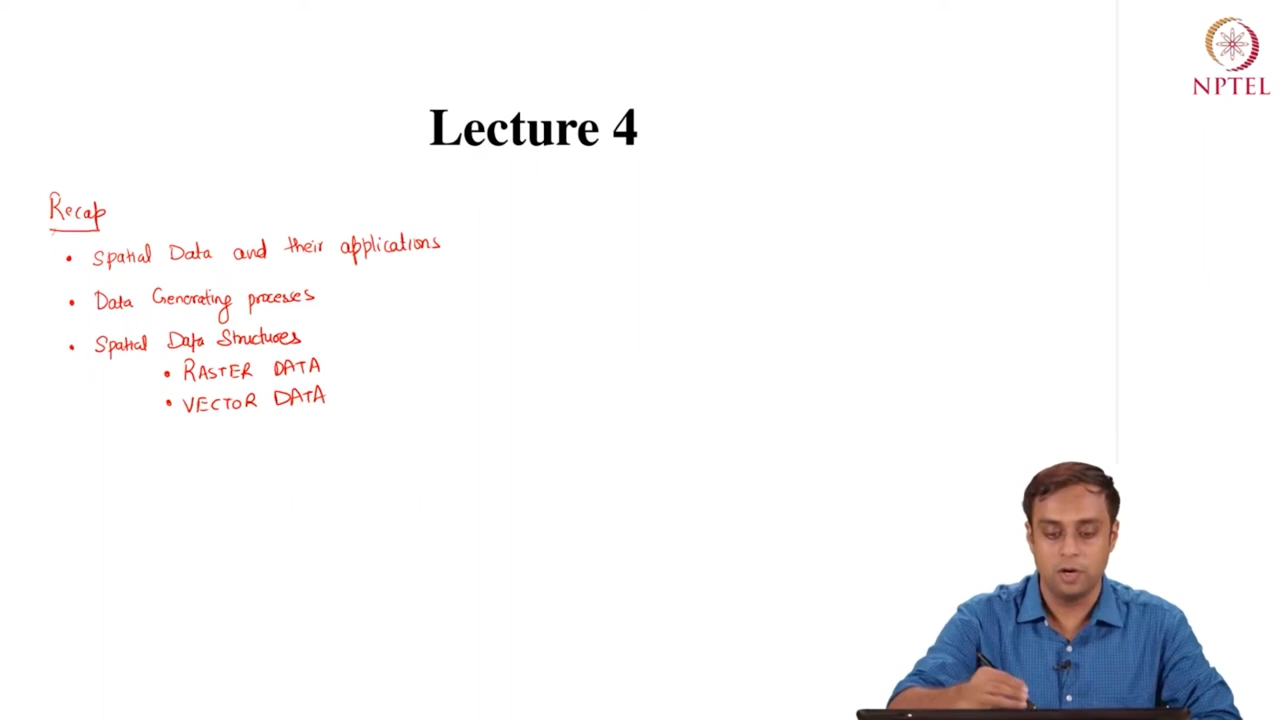 NPTEL
Lecture 4
Recap
• Spatial Data and their applications
• Data Generating processes
• Spatial Data Structures
• RASTER DATA
• VECTOR DATA